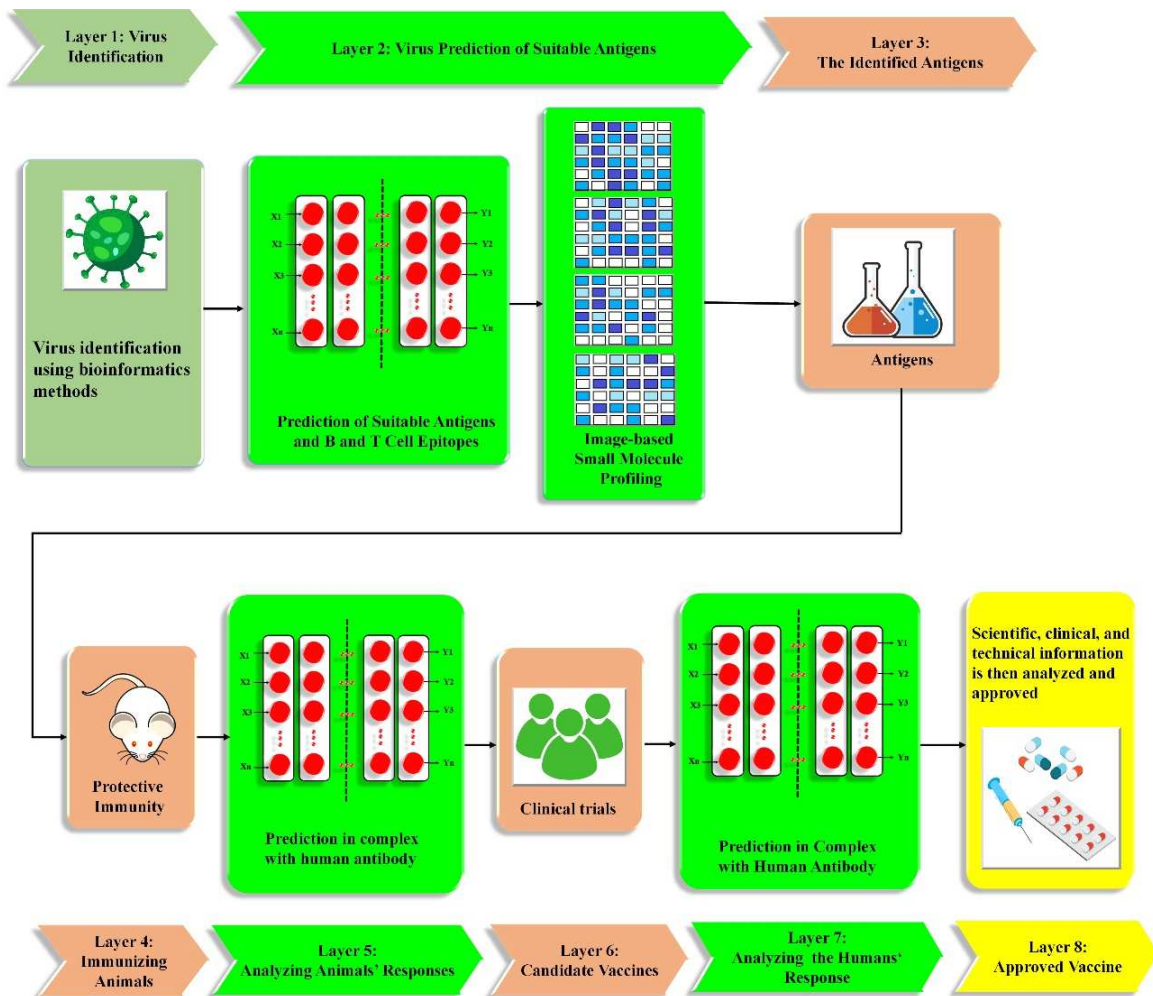 Layer 1: Virus
Identification
Layer 2: Virus Prediction of Suitable Antigens
Layer 3:
The Identified Antigens
Virus identification
using bioinformatics
methods
X1
X2
X3
Xn
Y1
Y2
Y3
Yn
Prediction of Suitable Antigens
and B and T Cell Epitopes
Image-based
Small Molecule
Profiling
Antigens
Protective
Immunity
X1
X2
X3
Xn
Y1
Y2
Y3
Yn
Prediction in complex
with human antibody
Clinical trials
X1
X2
X3
Xn
Y1
Y2
Y3
Yn
Prediction in Complex
with Human Antibody
Scientific, clinical, and
technical information
is then analyzed and
approved
Layer 4:
Immunizing
Animals
Layer 5:
Analyzing Animals’ Responses
Layer 6:
Candidate Vaccines
Layer 7:
Analyzing the Humans‘
Response
Layer 8:
Approved Vaccine